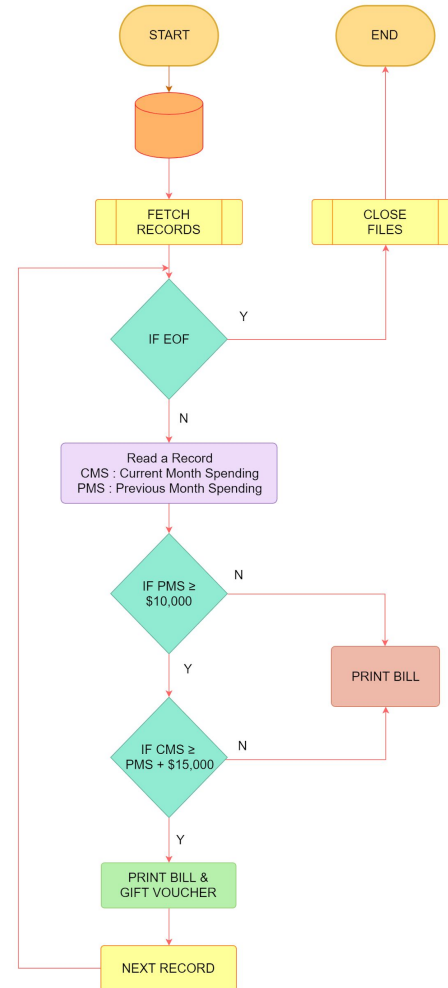 START
END
FETCH
RECORDS
CLOSE
FILES
IF EOF
Y
N
Read a Record
CMS : Current Month Spending
PMS : Previous Month Spending
IF PMS ≥
$10,000
N
Y
PRINT BILL
IF CMS ≥
PMS + $15,000
N
Y
PRINT BILL &
GIFT VOUCHER
NEXT RECORD